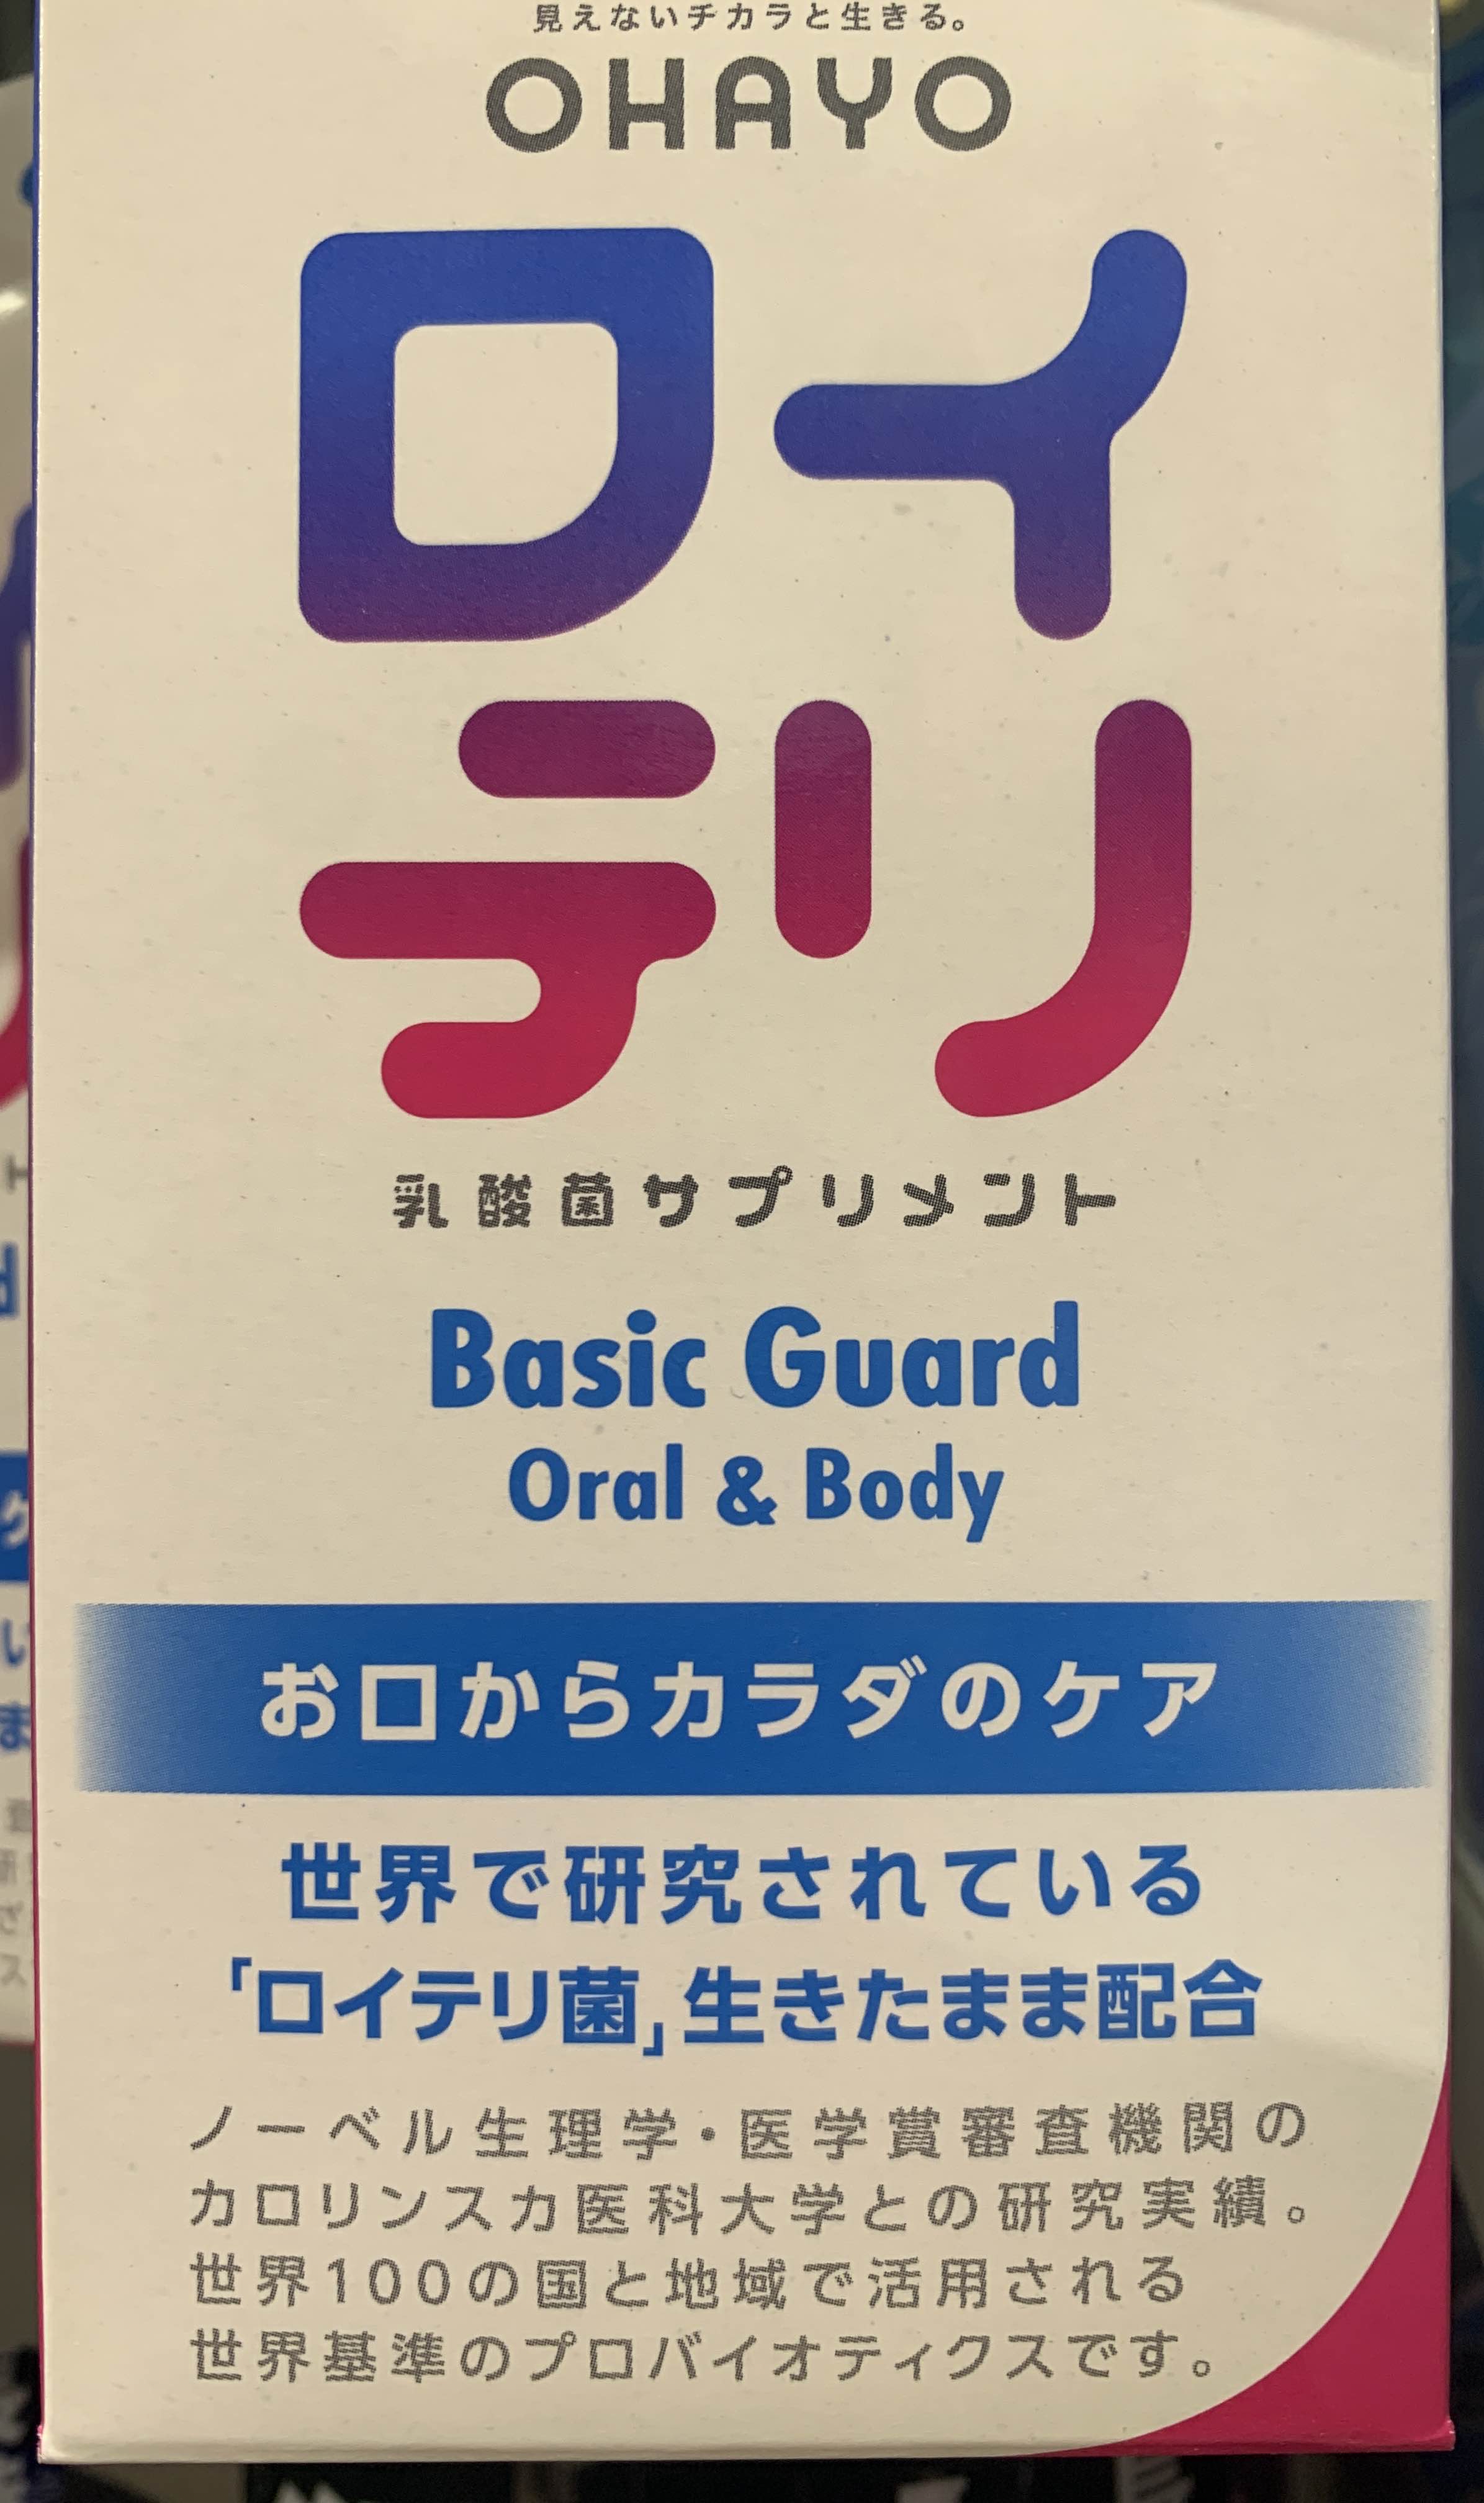 見えないチカラと生きる。
OHAYO
ロイ
テリ
乳酸菌サプリメント
Basic Guard
Oral & Body
お口からカラダのケア
世界で研究されている
「ロイテリ菌」生きたまま配合
ノーベル生理学・医学賞審査機関の
カロリンスカ医科大学との研究実績。
世界100の国と地域で活用される
世界基準のプロバイオティクスです。